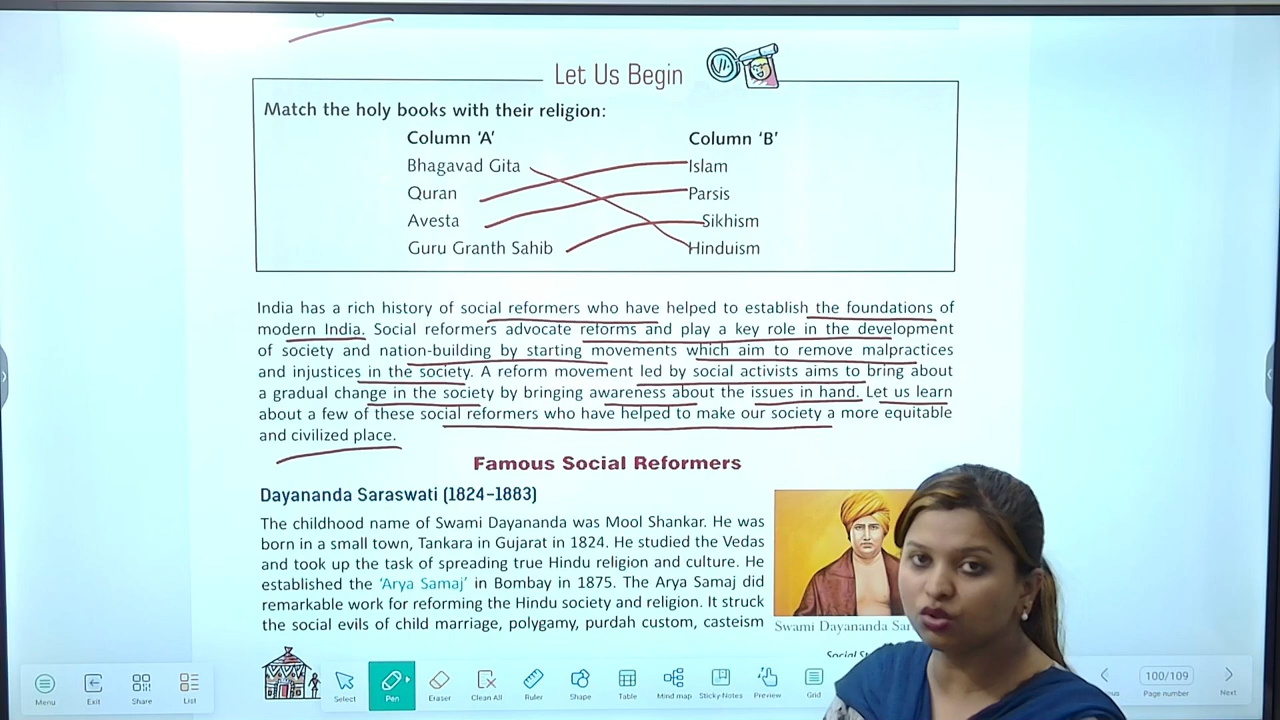 Let Us Begin
Match the holy books with their religion:
Column 'A' Column 'B'
Bhagavad Gita Islam
Quran Parsis
Avesta Sikhism
Guru Granth Sahib Hinduism
India has a rich history of social reformers who have helped to establish the foundations of
modern India. Social reformers advocate reforms and play a key role in the development
of society and nation-building by starting movements which aim to remove malpractices
and injustices in the society. A reform movement led by social activists aims to bring about
a gradual change in the society by bringing awareness about the issues in hand. Let us learn
about a few of these social reformers who have helped to make our society a more equitable
and civilized place.
Famous Social Reformers
Dayananda Saraswati (1824–1883)
The childhood name of Swami Dayananda was Mool Shankar. He was
born in a small town, Tankara in Gujarat in 1824. He studied the Vedas
and took up the task of spreading true Hindu religion and culture. He
established the 'Arya Samaj' in Bombay in 1875. The Arya Samaj did
remarkable work for reforming the Hindu society and religion. It struck
the social evils of child marriage, polygamy, purdah custom, casteism
Swami Dayananda
Menu Exit Share List Select Pen Eraser Clean All Ruler Shape Table Mind map Sticky-Notes Preview Grid 100/109 Page number Next